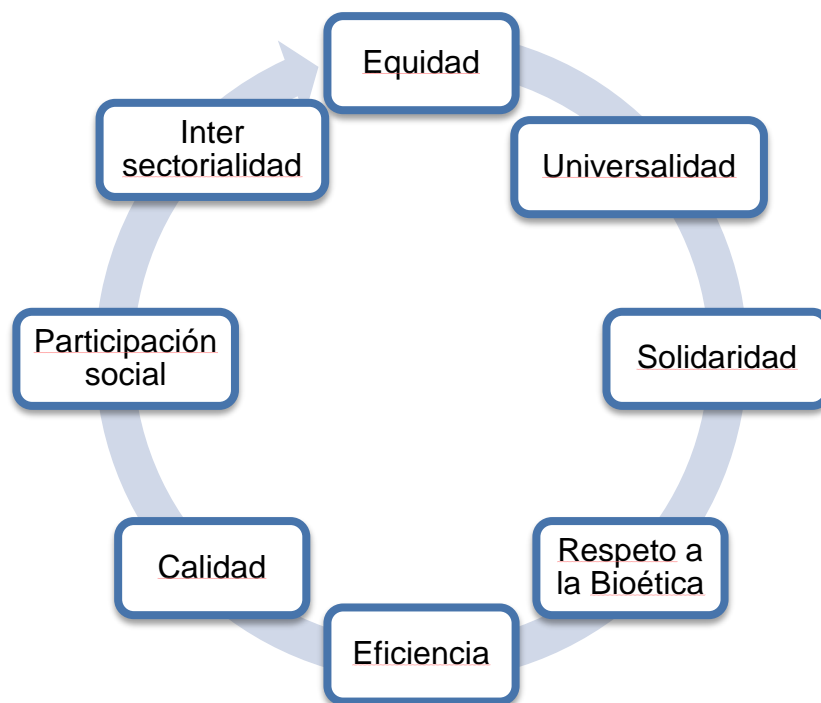 Equidad
Universalidad
Solidaridad
Respeto a
la Bioética
Eficiencia
Calidad
Participación
social
Inter
sectorialidad